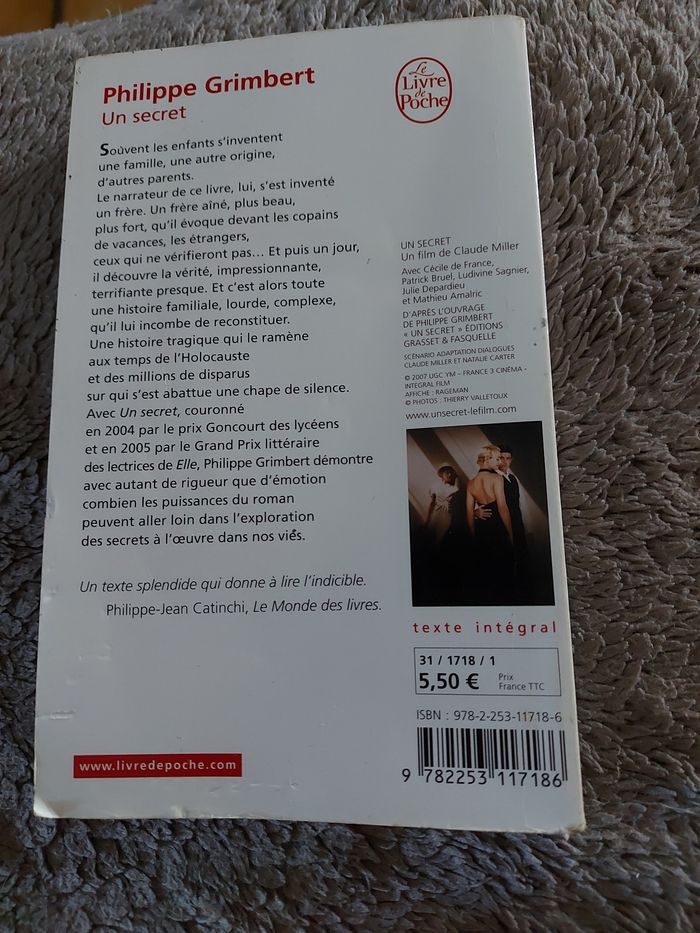 Philippe Grimbert
Un secret
Souvent les enfants s'inventent
une famille, une autre origine,
d'autres parents.
Le narrateur de ce livre, lui, s'est inventé
un frère. Un frère aîné, plus beau,
plus fort, qu'il évoque devant les copains
de vacances, les étrangers,
ceux qui ne vérifieront pas... Et puis un jour,
il découvre la vérité, impressionnante,
terrifiante presque. Et c'est alors toute
une histoire familiale, lourde, complexe,
qu'il lui incombe de reconstituer.
Une histoire tragique qui le ramène
aux temps de l'Holocauste
et des millions de disparus
sur qui s'est abattue une chape de silence.
Avec Un secret, couronné
en 2004 par le prix Goncourt des lycéens
et en 2005 par le Grand Prix littéraire
des lectrices de Elle, Philippe Grimbert démontre
avec autant de rigueur que d'émotion
combien les puissances du roman
peuvent aller loin dans l'exploration
des secrets à l'œuvre dans nos vies.
Un texte splendide qui donne à lire l'indicible.
Philippe-Jean Catinchi, Le Monde des livres.
www.livredepoche.com
Le
Livre
de
Poche
UN SECRET
Un film de Claude Miller
Avec Cécile de France,
Patrick Bruel, Ludivine Sagnier,
Julie Depardieu
et Mathieu Amalric
D'APRÈS L'OUVRAGE
DE PHILIPPE GRIMBERT
« UN SECRET » ÉDITIONS
GRASSET & FASQUELLE
SCÉNARIO ADAPTATION DIALOGUES
CLAUDE MILLER ET NATALIE CARTER
© 2007 UGC YM - FRANCE 3 CINÉMA -
INTEGRAL FILM
AFFICHE : RAGEMAN
© PHOTOS : THIERRY VALLETOUX
www.unsecret-lefilm.com
texte intégral
31 / 1718 / 1
5,50 € Prix
France TTC
ISBN : 978-2-253-11718-6
9 782253 117186